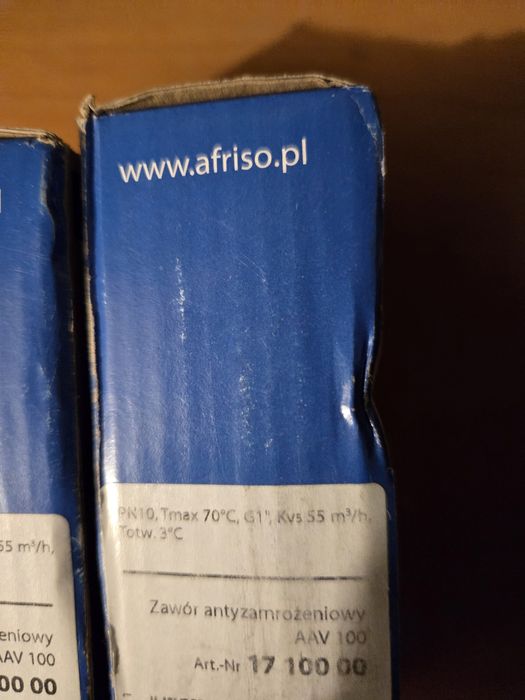 www.afriso.pl
PN10, Tmax 70°C, G1", Kvs 55 m³/h,
Totw. 3°C
Zawór antyzamrożeniowy
AAV 100
Art.-Nr 17 100 00
55 m³/h,
eniowy
AAV 100
00 00